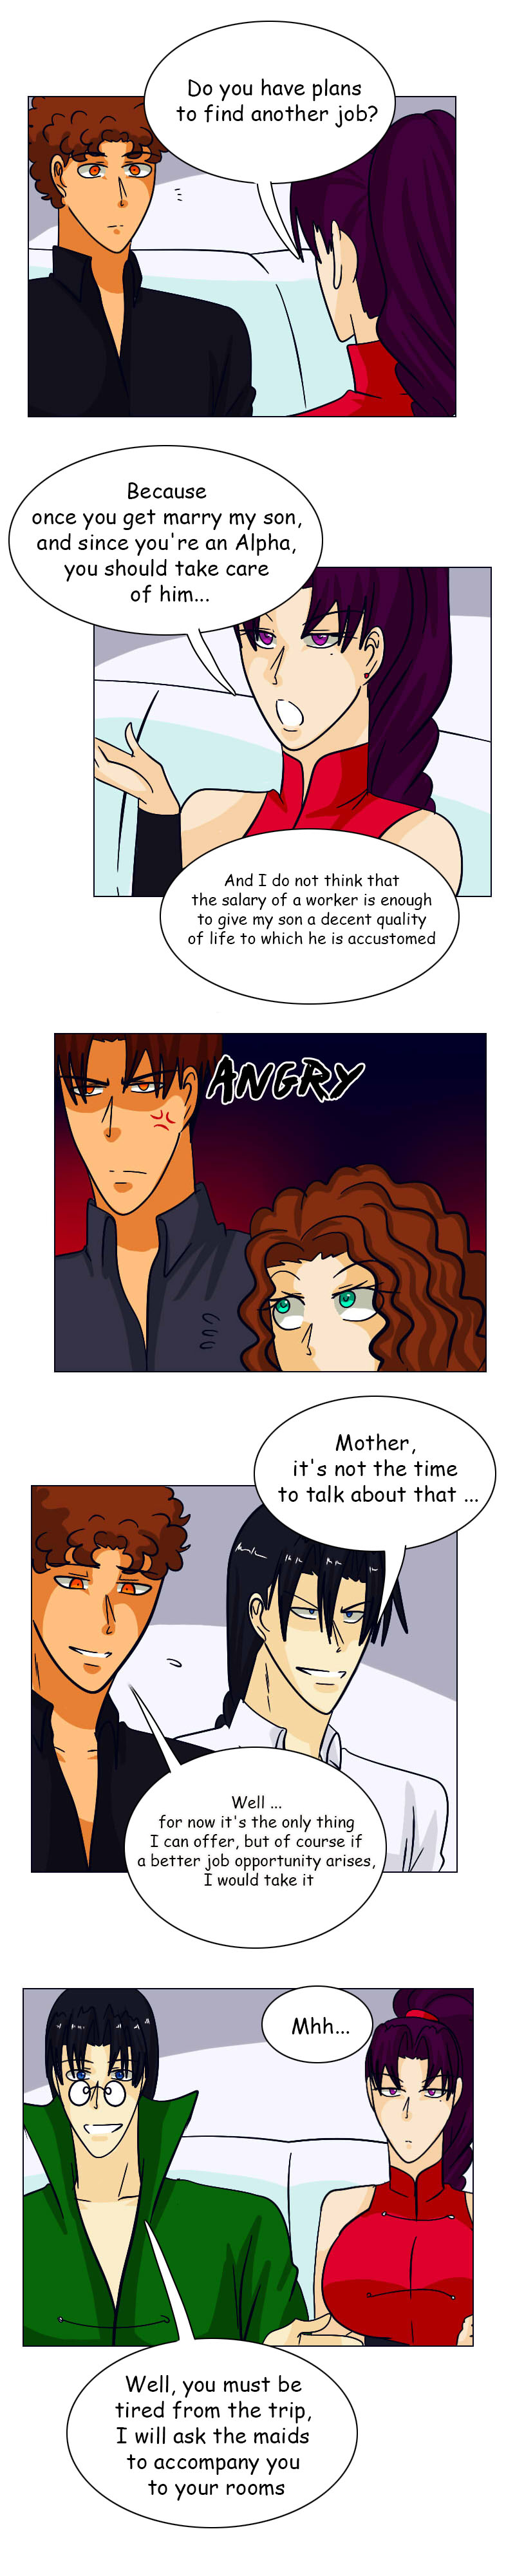 Do you have plans
to find another job?
Because
once you get marry my son,
and since you're an Alpha,
you should take care
of him...
And I do not think that
the salary of a worker is enough
to give my son a decent quality
of life to which he is accustomed
ANGRY
Mother,
it's not the time
to talk about that ...
Well ...
for now it's the only thing
I can offer, but of course if
a better job opportunity arises,
I would take it
Mhh...
Well, you must be
tired from the trip,
I will ask the maids
to accompany you
to your rooms